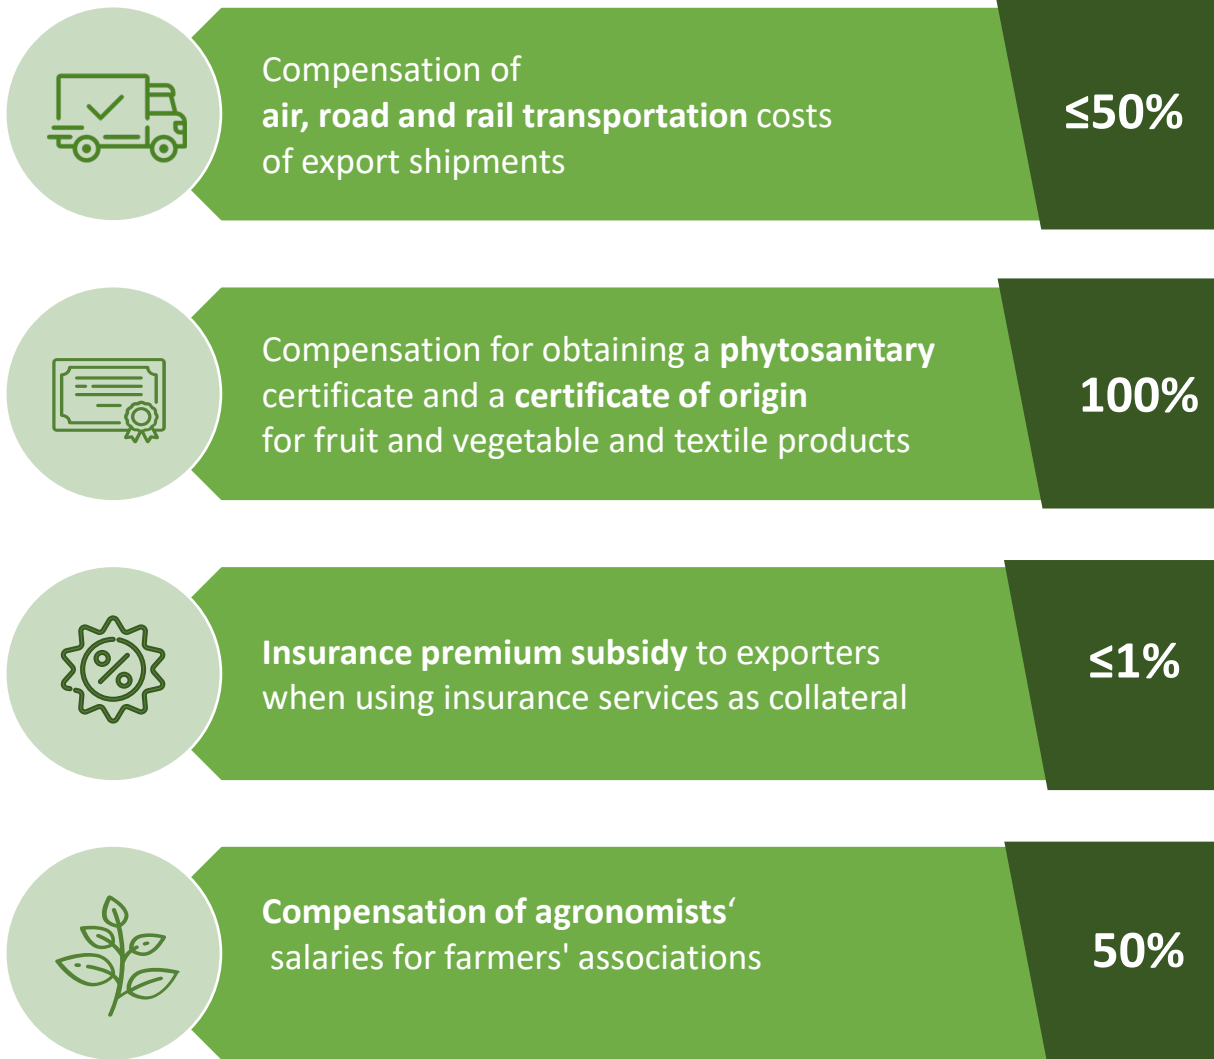 Compensation of
air, road and rail transportation costs
of export shipments
≤50%
Compensation for obtaining a phytosanitary
certificate and a certificate of origin
for fruit and vegetable and textile products
100%
Insurance premium subsidy to exporters
when using insurance services as collateral
≤1%
Compensation of agronomists‘
salaries for farmers' associations
50%